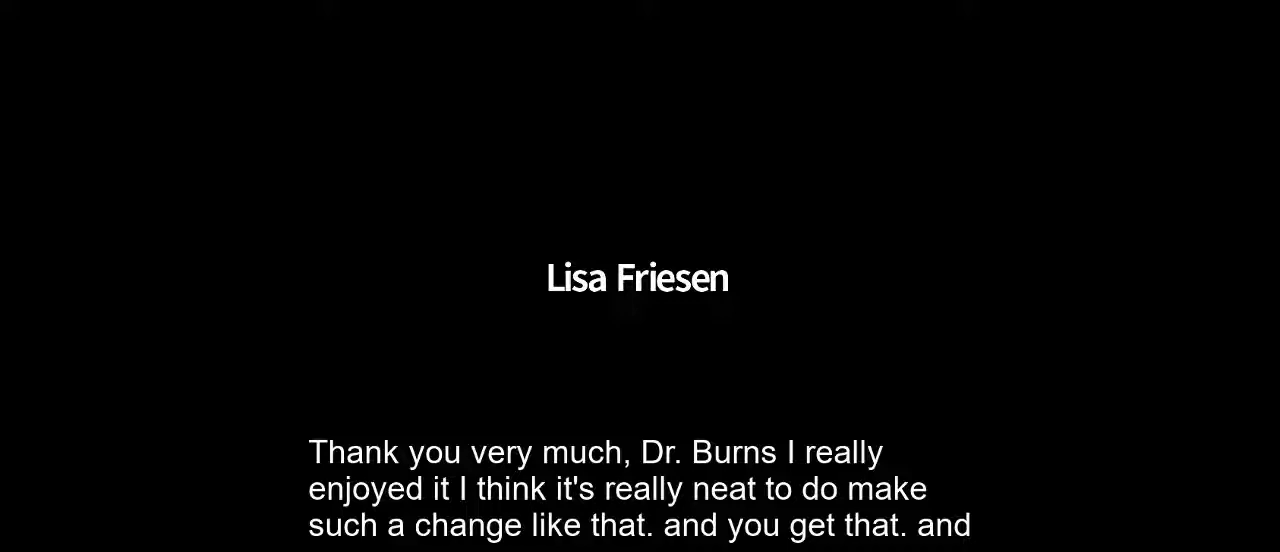 Lisa Friesen
Thank you very much, Dr. Burns I really
enjoyed it I think it's really neat to do make
such a change like that. and you get that. and